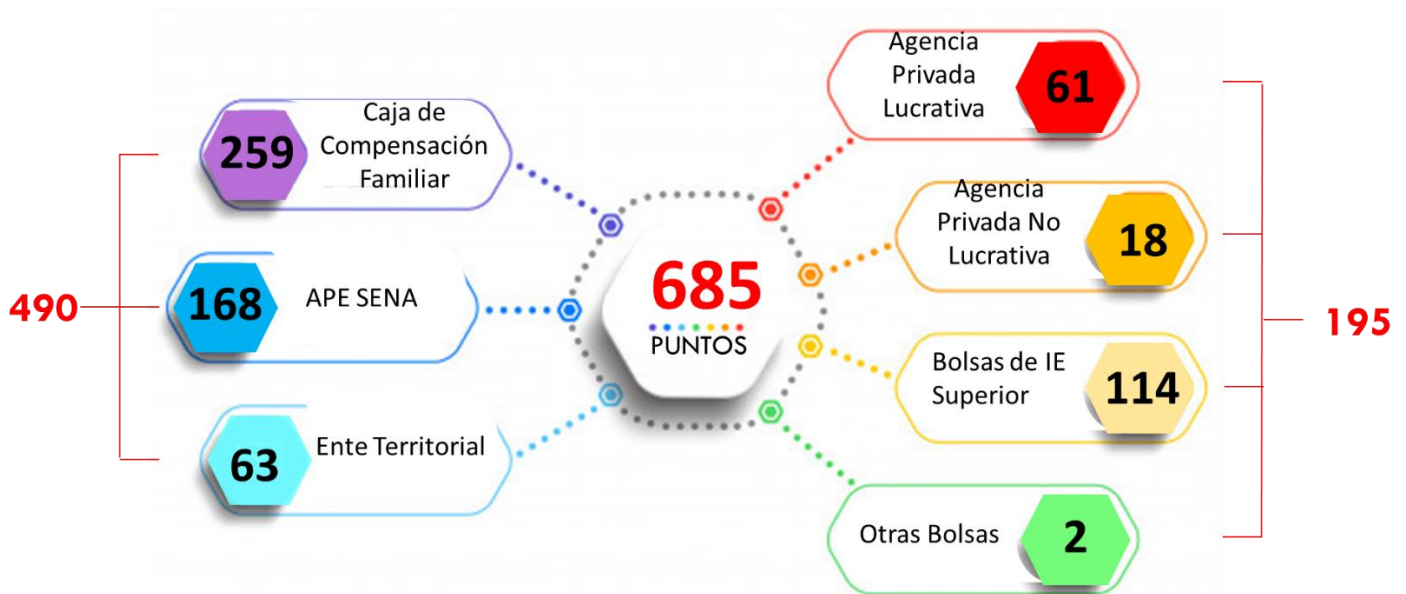 490
259
Caja de
Compensación
Familiar
168
APE SENA
63
Ente Territorial
685
PUNTOS
Agencia
Privada
Lucrativa
61
Agencia
Privada No
Lucrativa
18
Bolsas de IE
Superior
114
Otras Bolsas
2
195